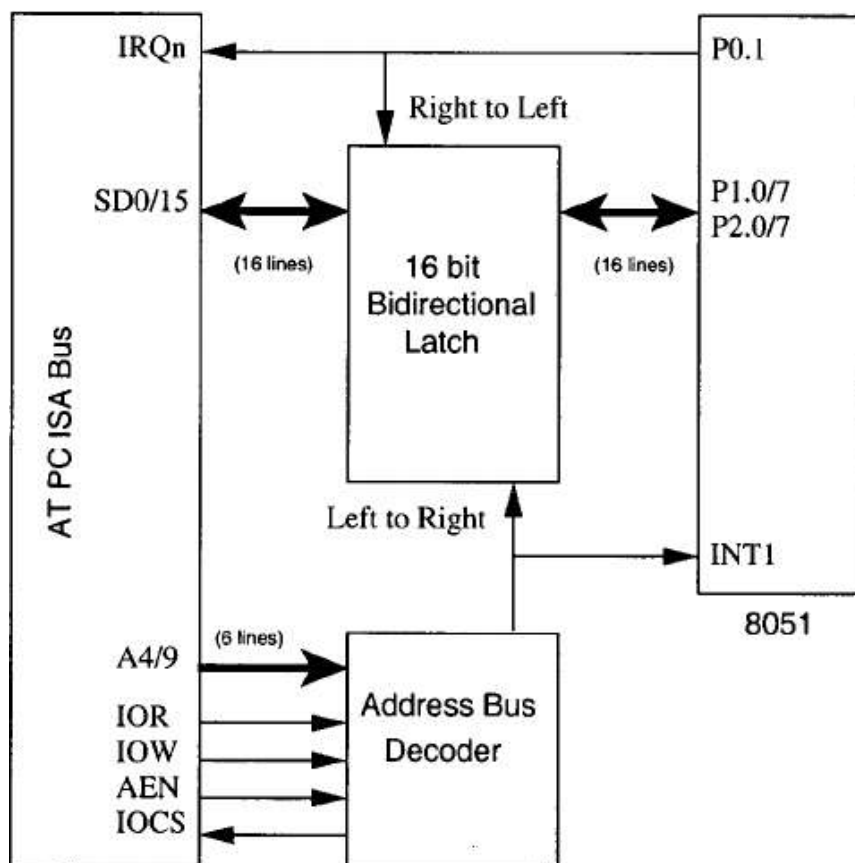 IRQn
P0.1
Right to Left
SD0/15
P1.0/7
P2.0/7
(16 lines)
(16 lines)
16 bit
Bidirectional
Latch
AT PC ISA Bus
Left to Right
INT1
8051
(6 lines)
A4/9
Address Bus
Decoder
IOR
IOW
AEN
IOCS